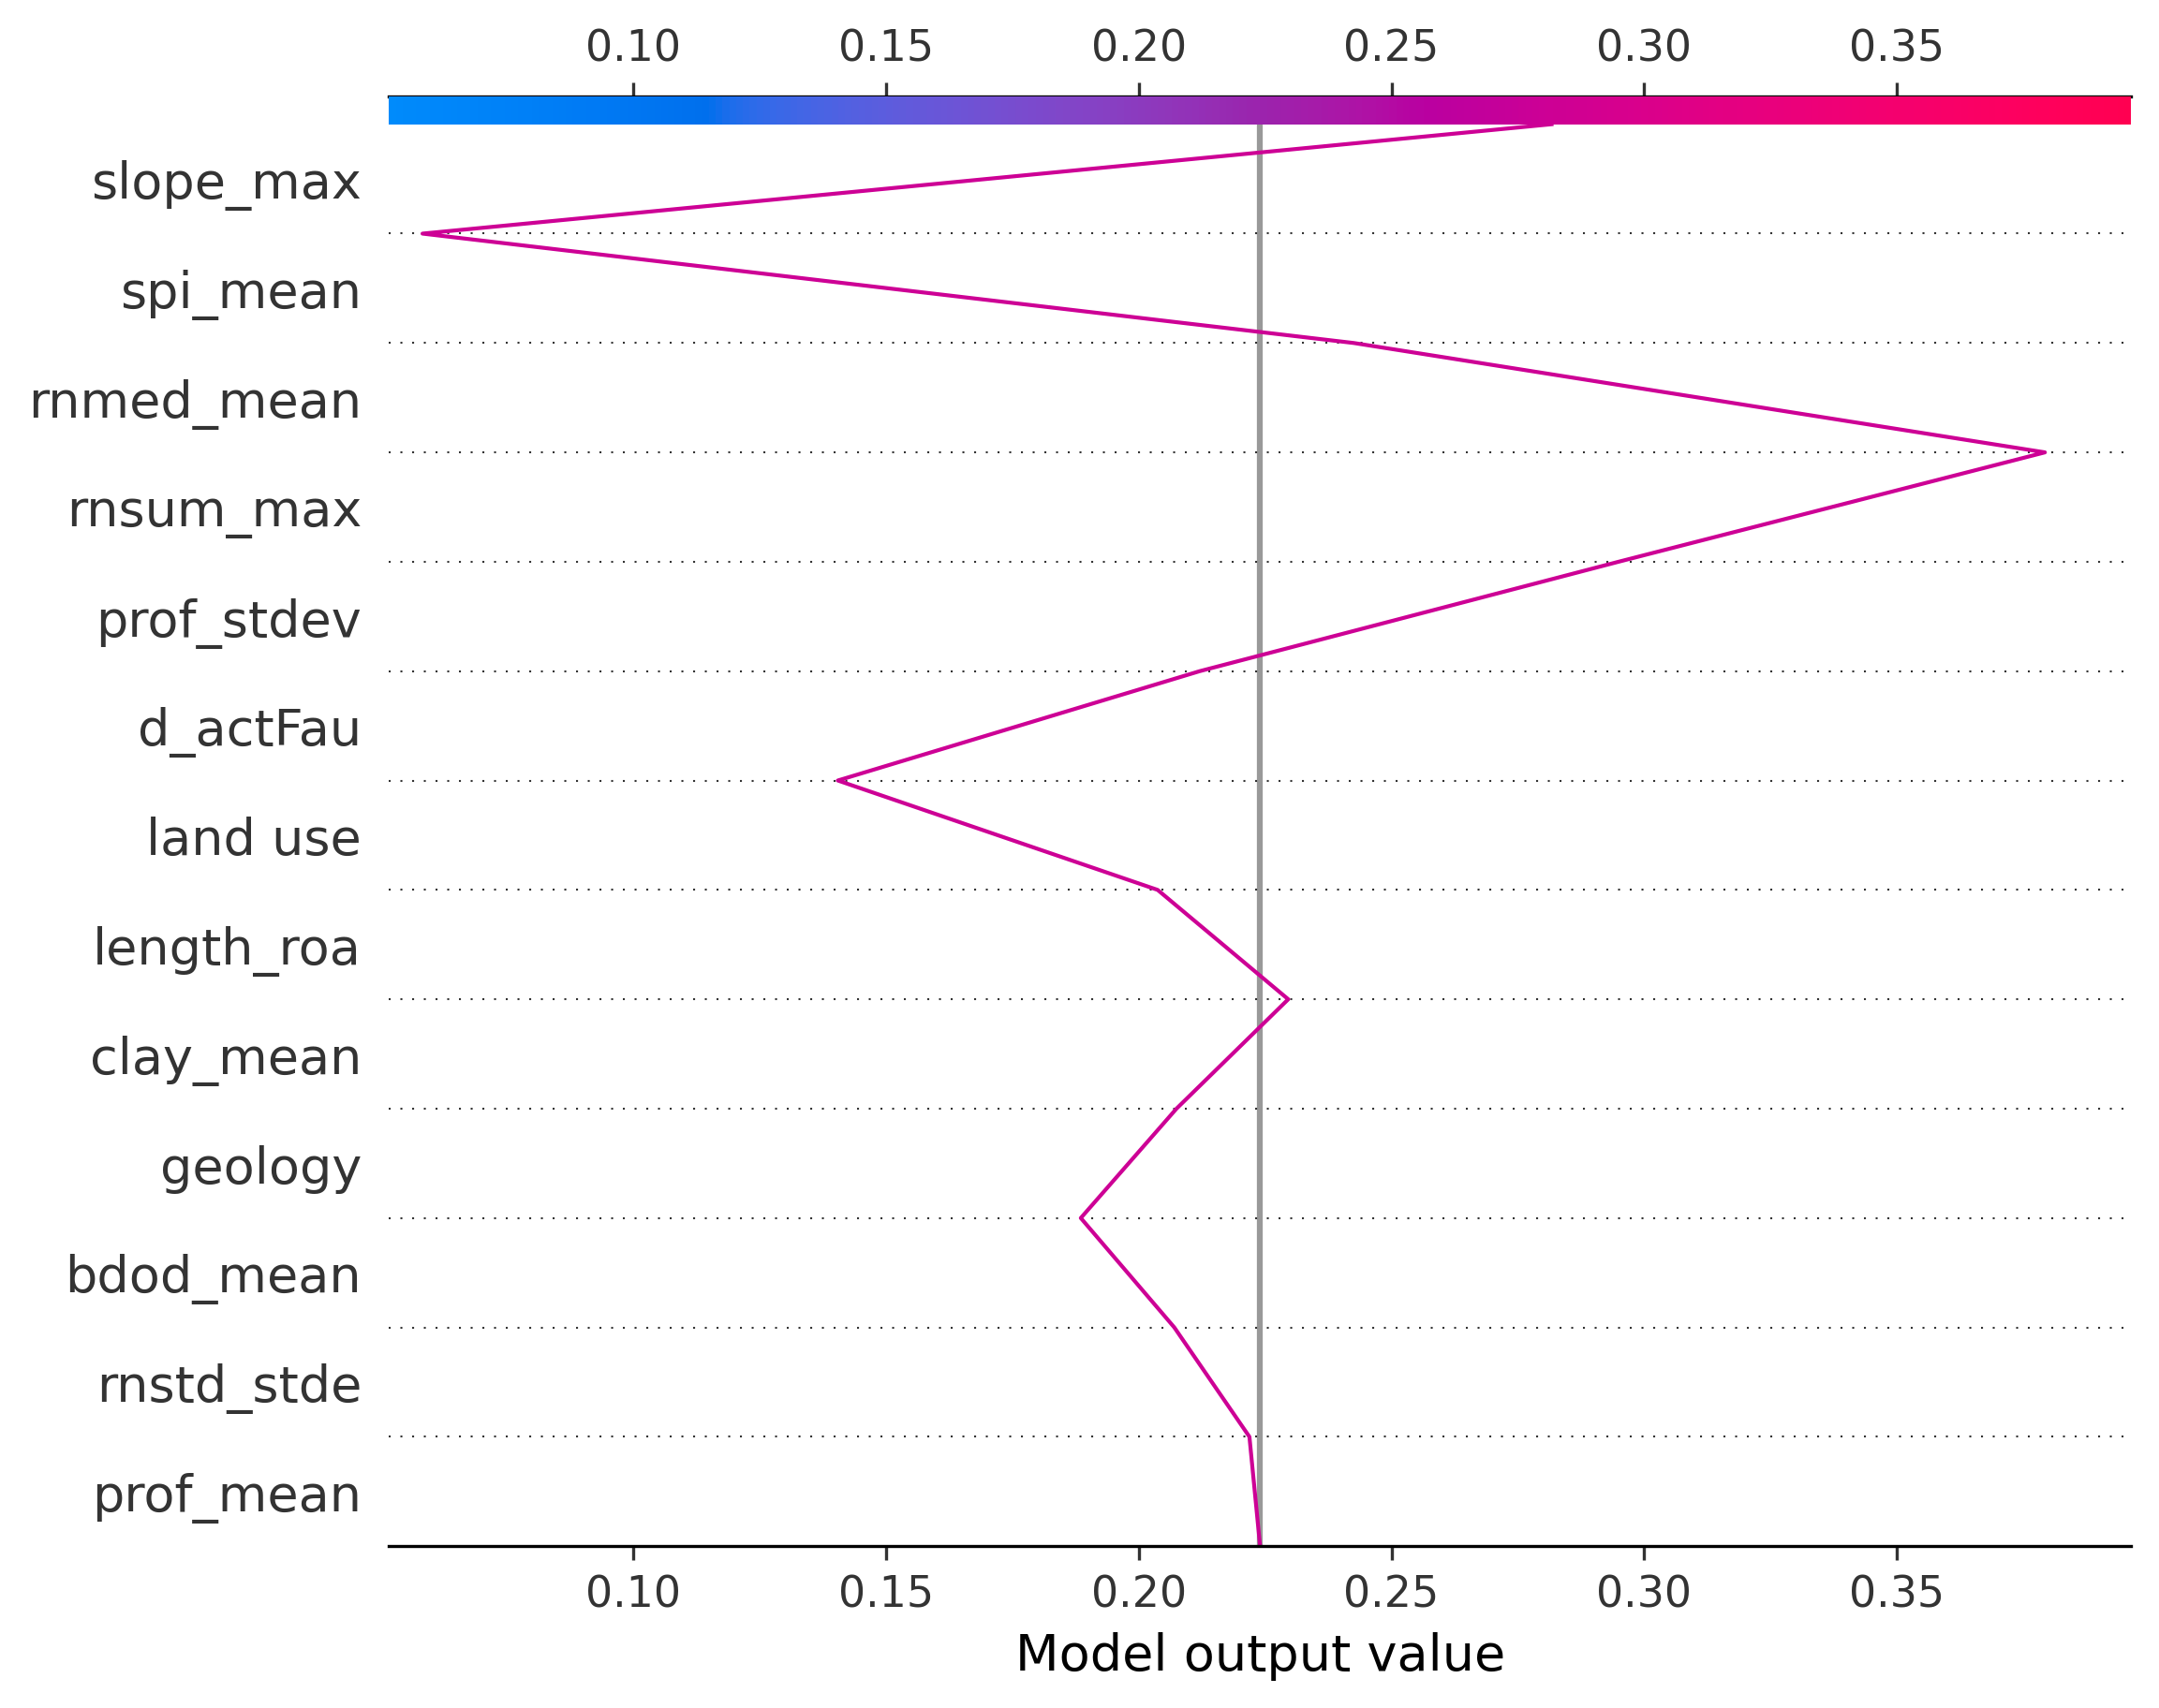 0.10 0.15 0.20 0.25 0.30 0.35
slope_max
spi_mean
rnmed_mean
rnsum_max
prof_stdev
d_actFau
land use
length_roa
clay_mean
geology
bdod_mean
rnstd_stde
prof_mean
0.10 0.15 0.20 0.25 0.30 0.35
Model output value